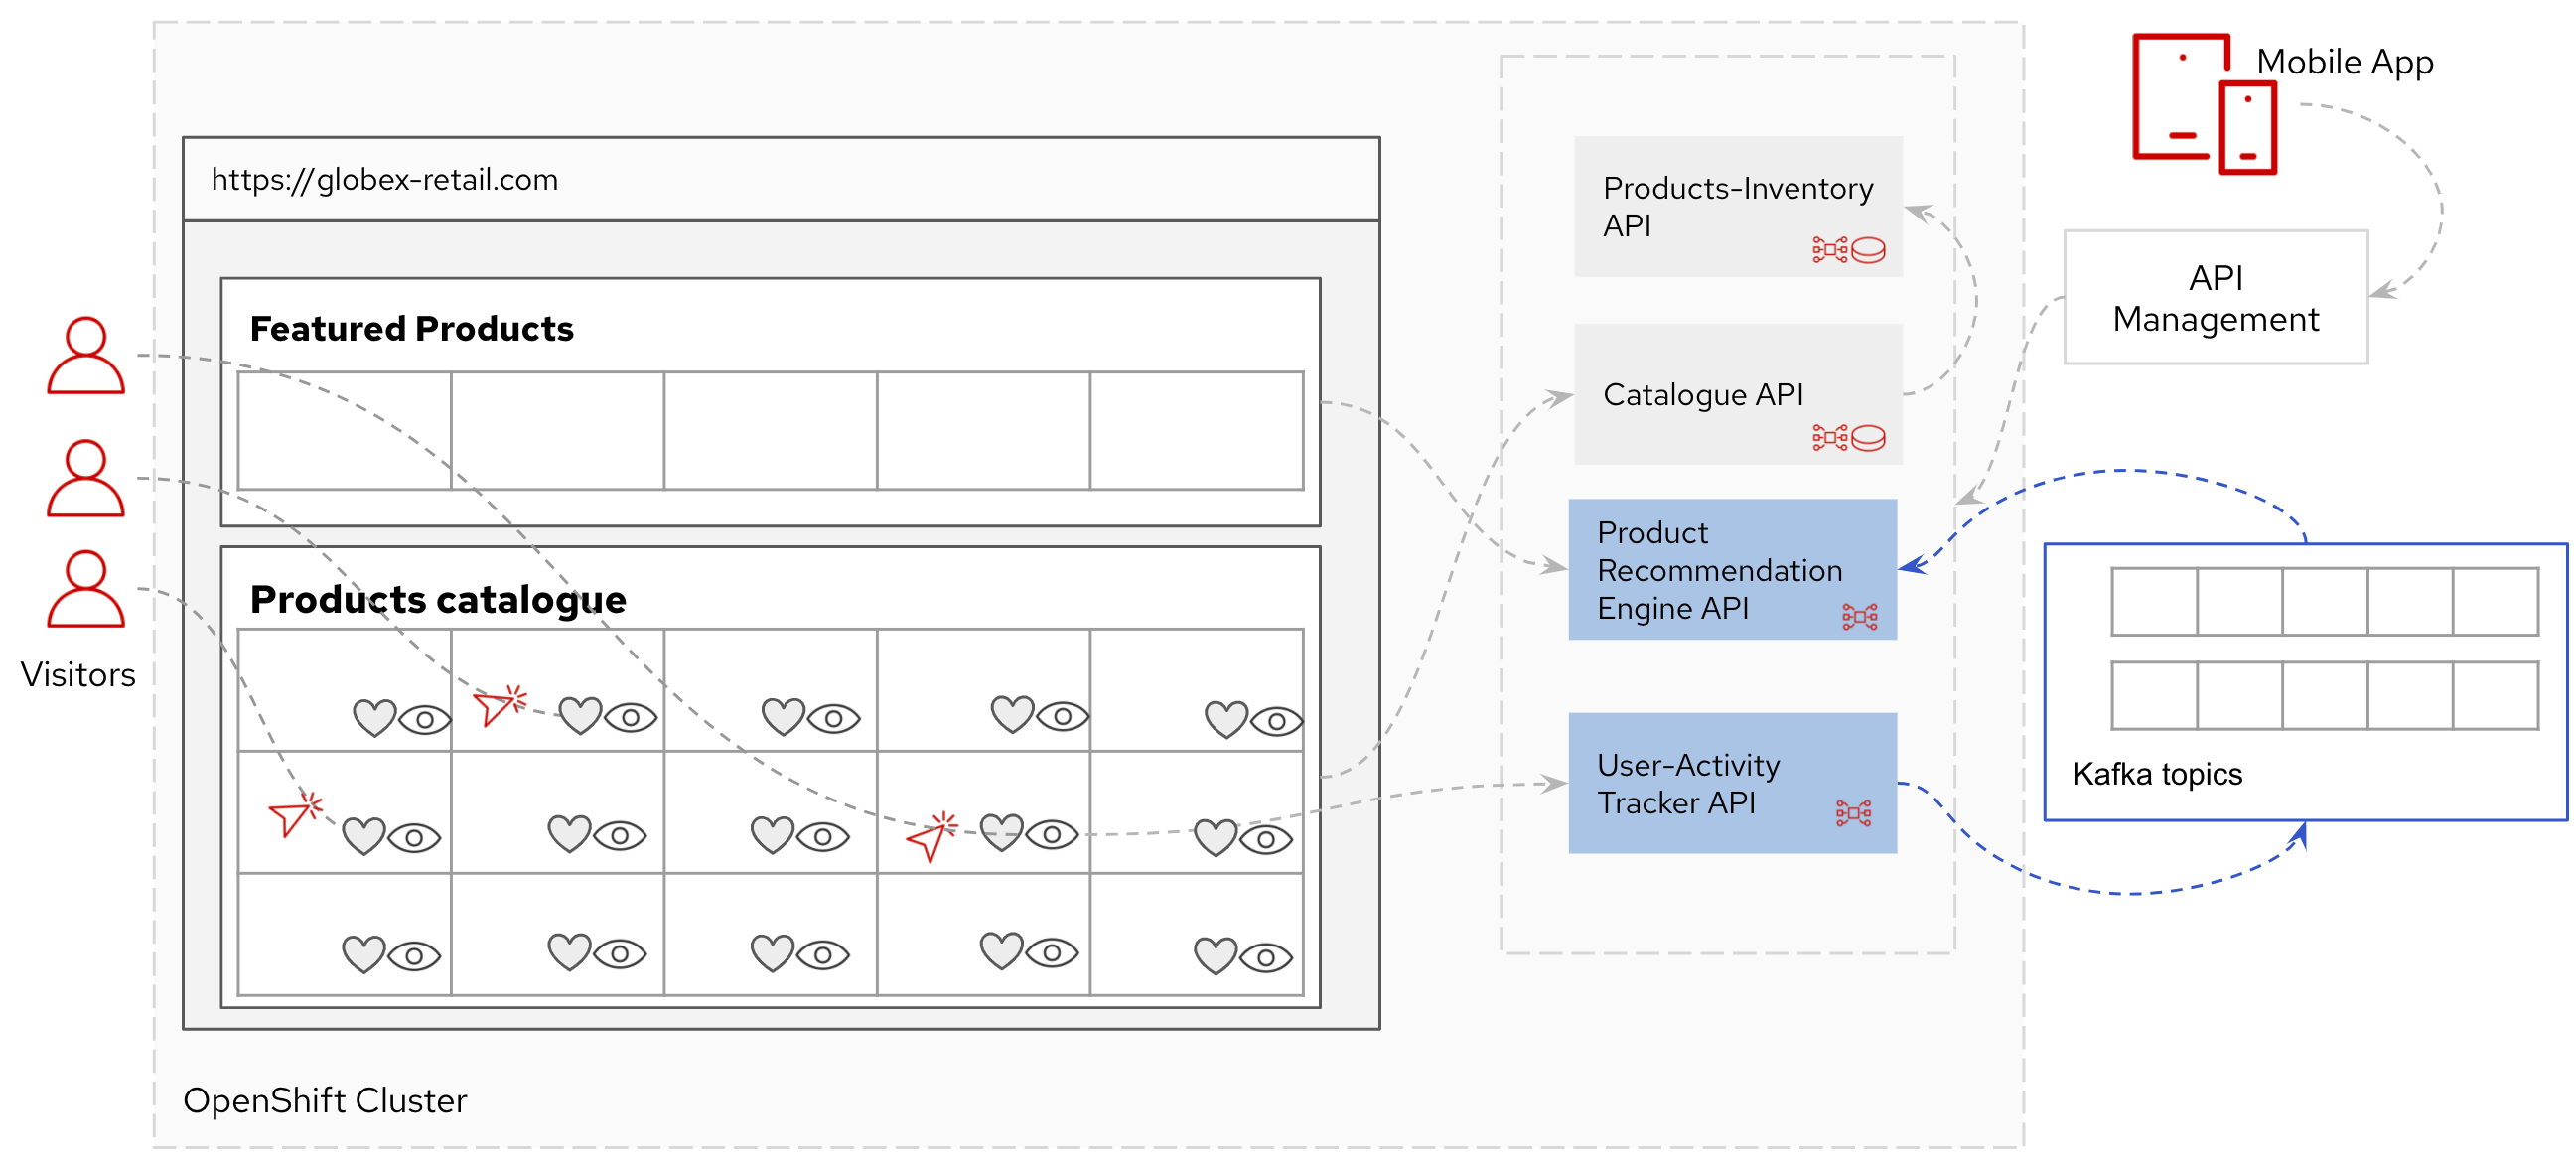 https://globex-retail.com
Featured Products
Products catalogue
Visitors
OpenShift Cluster
Products-Inventory
API
Catalogue API
Product
Recommendation
Engine API
User-Activity
Tracker API
Mobile App
API
Management
Kafka topics